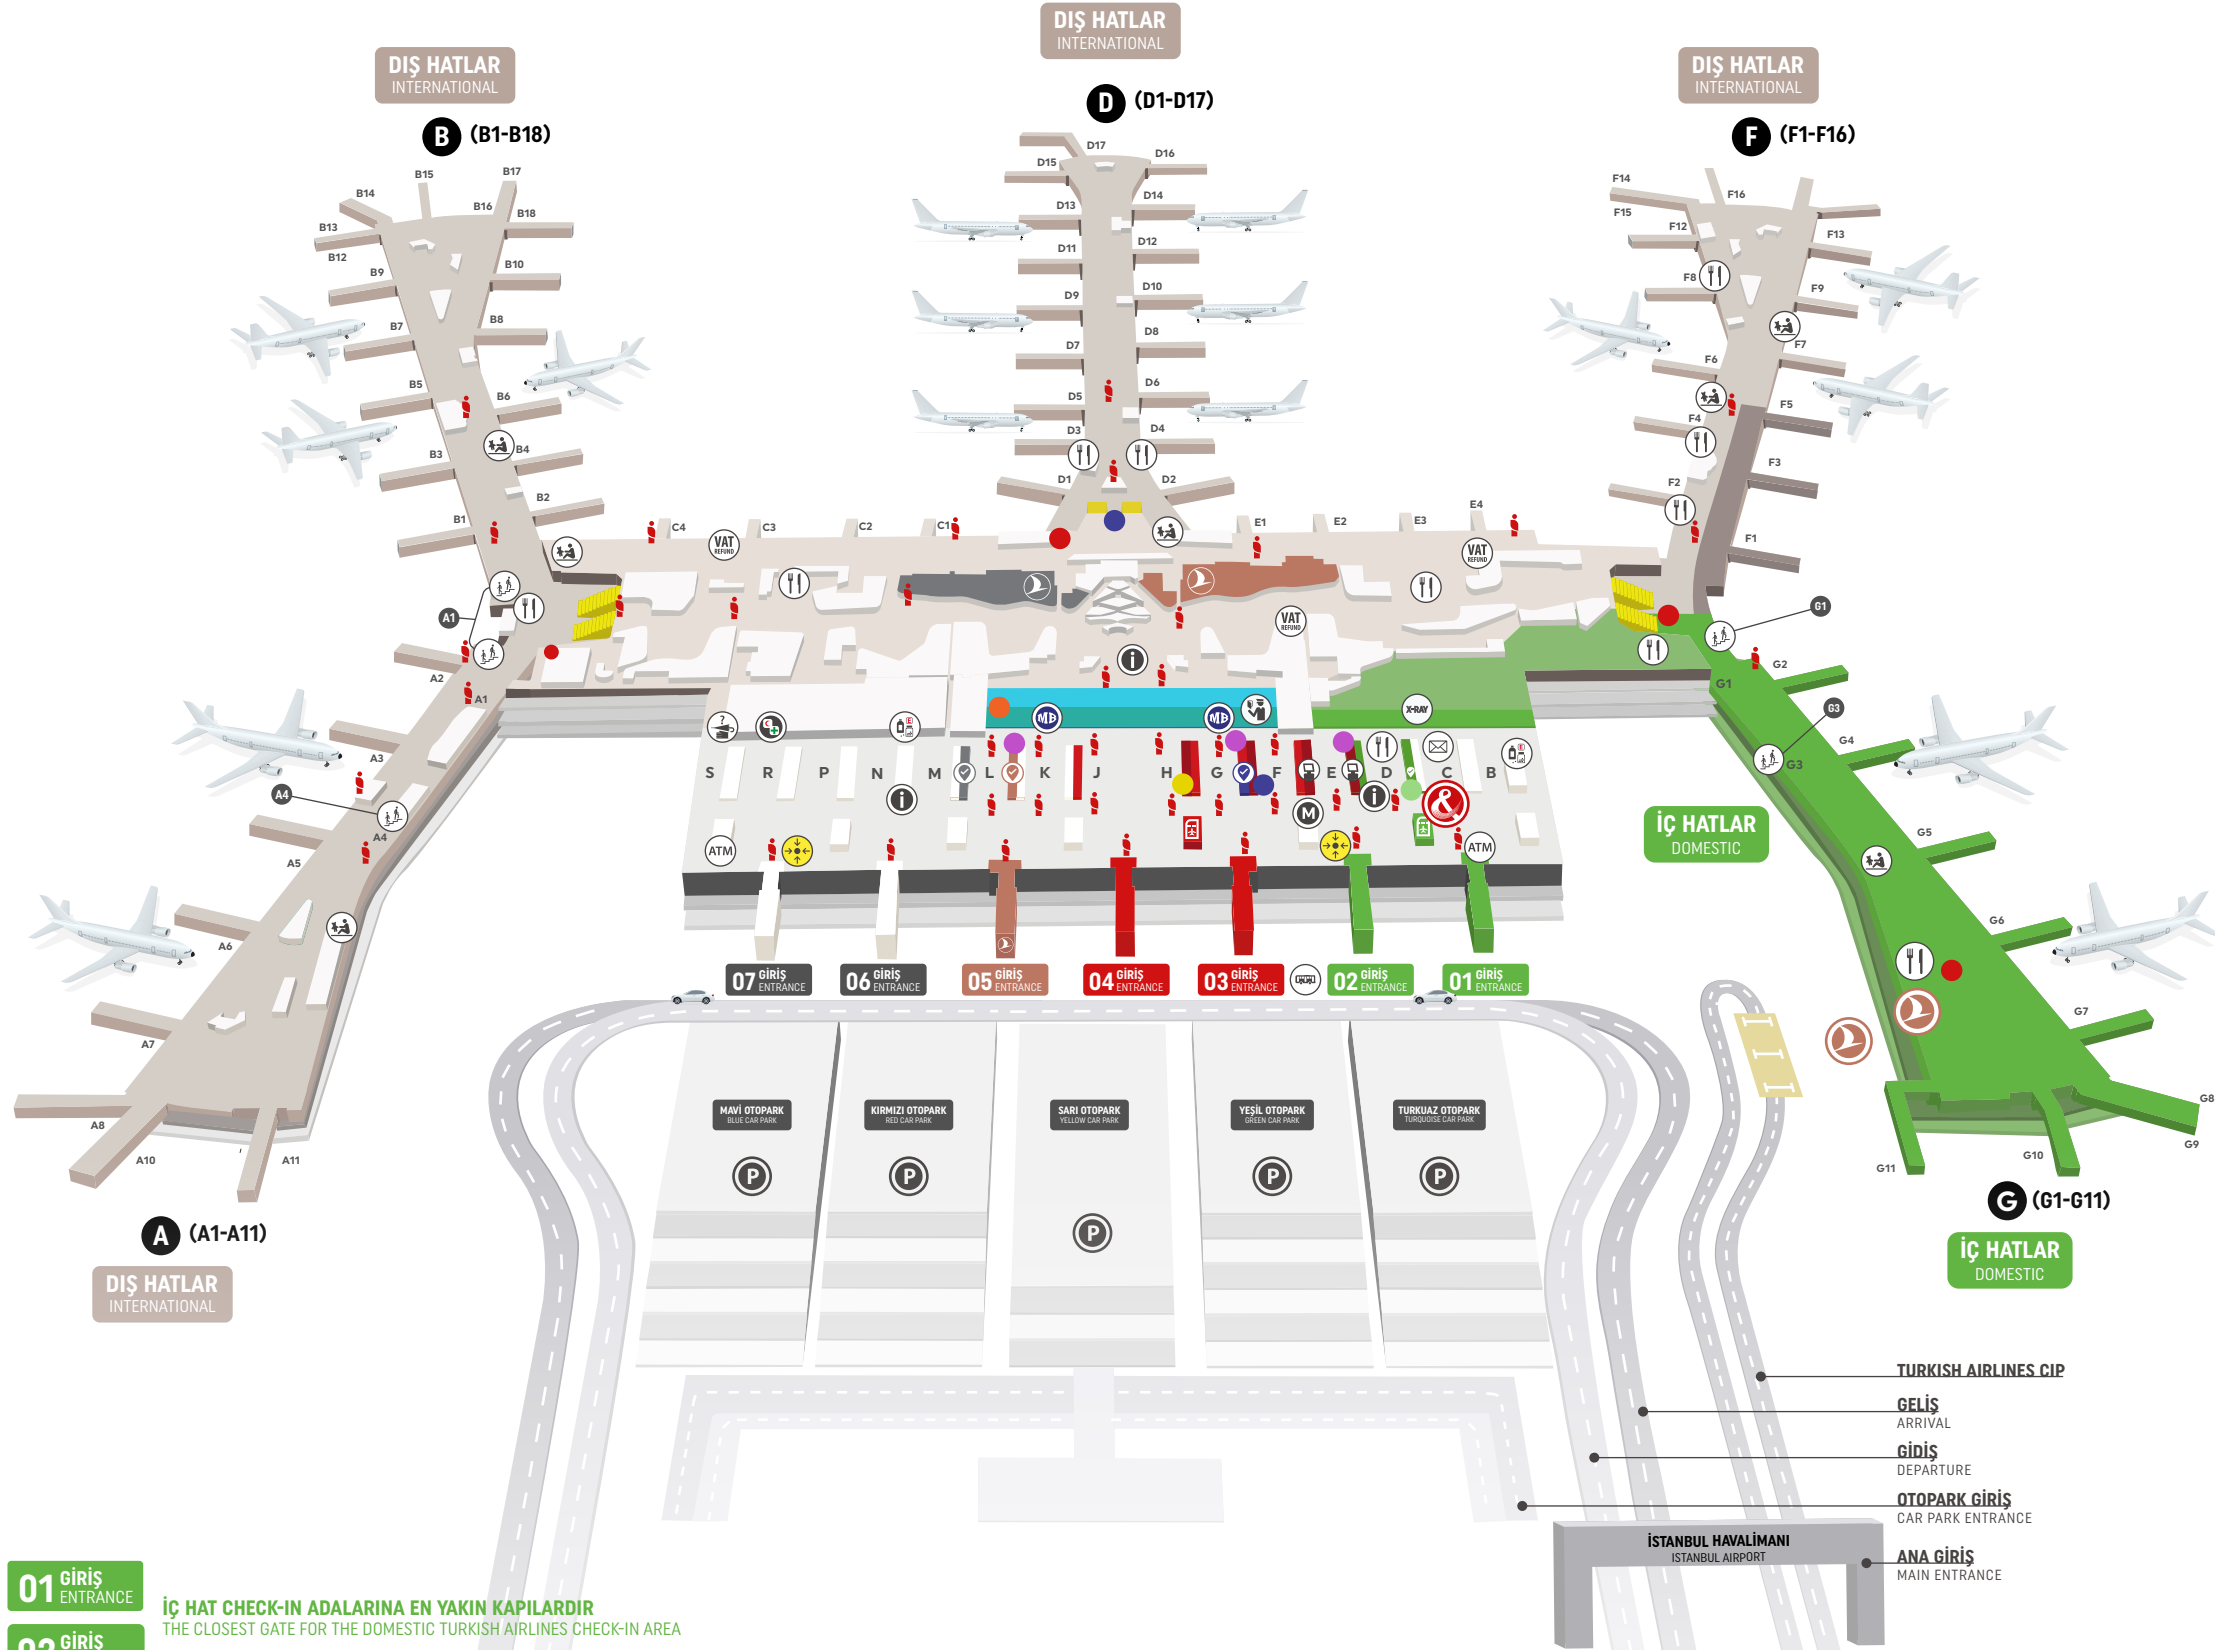 DIŞ HATLAR
INTERNATIONAL
D (D1-D17)
DIŞ HATLAR
INTERNATIONAL
B (B1-B18)
DIŞ HATLAR
INTERNATIONAL
F (F1-F16)
B14
B15
B17
B16
B18
B13
B12
B9
B10
B7
B8
B5
B6
B3
B4
B1
B2
D17
D15
D16
D13
D14
D11
D12
D9
D10
D7
D8
D5
D6
D3
D4
D1
D2
F14
F16
F15
F12
F13
F8
F9
F6
F7
F4
F5
F2
F3
F1
C4
C3
C2
C1
E1
E2
E3
E4
VAT
REFUND
VAT
REFUND
VAT
REFUND
A1
A2
A1
A3
A4
A4
A5
A6
A7
A8
A10
A11
G1
G2
G1
G3
G3
G4
G5
G6
G7
G8
G9
G10
G11
i
MB
MB
X-RAY
S R P N M L K J H G F E D C B
i
i
M
&
ATM
ATM
İÇ HATLAR
DOMESTIC
07 GİRİŞ
ENTRANCE
06 GİRİŞ
ENTRANCE
05 GİRİŞ
ENTRANCE
04 GİRİŞ
ENTRANCE
03 GİRİŞ
ENTRANCE
02 GİRİŞ
ENTRANCE
01 GİRİŞ
ENTRANCE
MAVİ OTOPARK
BLUE CAR PARK
P
KIRMIZI OTOPARK
RED CAR PARK
P
SARI OTOPARK
YELLOW CAR PARK
P
YEŞİL OTOPARK
GREEN CAR PARK
P
TURKUAZ OTOPARK
TURQUOISE CAR PARK
P
A (A1-A11)
DIŞ HATLAR
INTERNATIONAL
G (G1-G11)
İÇ HATLAR
DOMESTIC
TURKISH AIRLINES CIP
GELİŞ
ARRIVAL
GİDİŞ
DEPARTURE
OTOPARK GİRİŞ
CAR PARK ENTRANCE
ANA GİRİŞ
MAIN ENTRANCE
İSTANBUL HAVALİMANI
ISTANBUL AIRPORT
01 GİRİŞ
ENTRANCE
02 GİRİŞ
İÇ HAT CHECK-IN ADALARINA EN YAKIN KAPILARDIR
THE CLOSEST GATE FOR THE DOMESTIC TURKISH AIRLINES CHECK-IN AREA